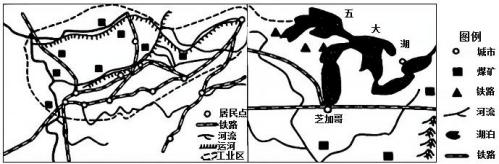 居民点
铁路
河流
运河
工业区
五
大
湖
芝加哥
图例
城市
煤矿
铁路
河流
湖泊
铁路